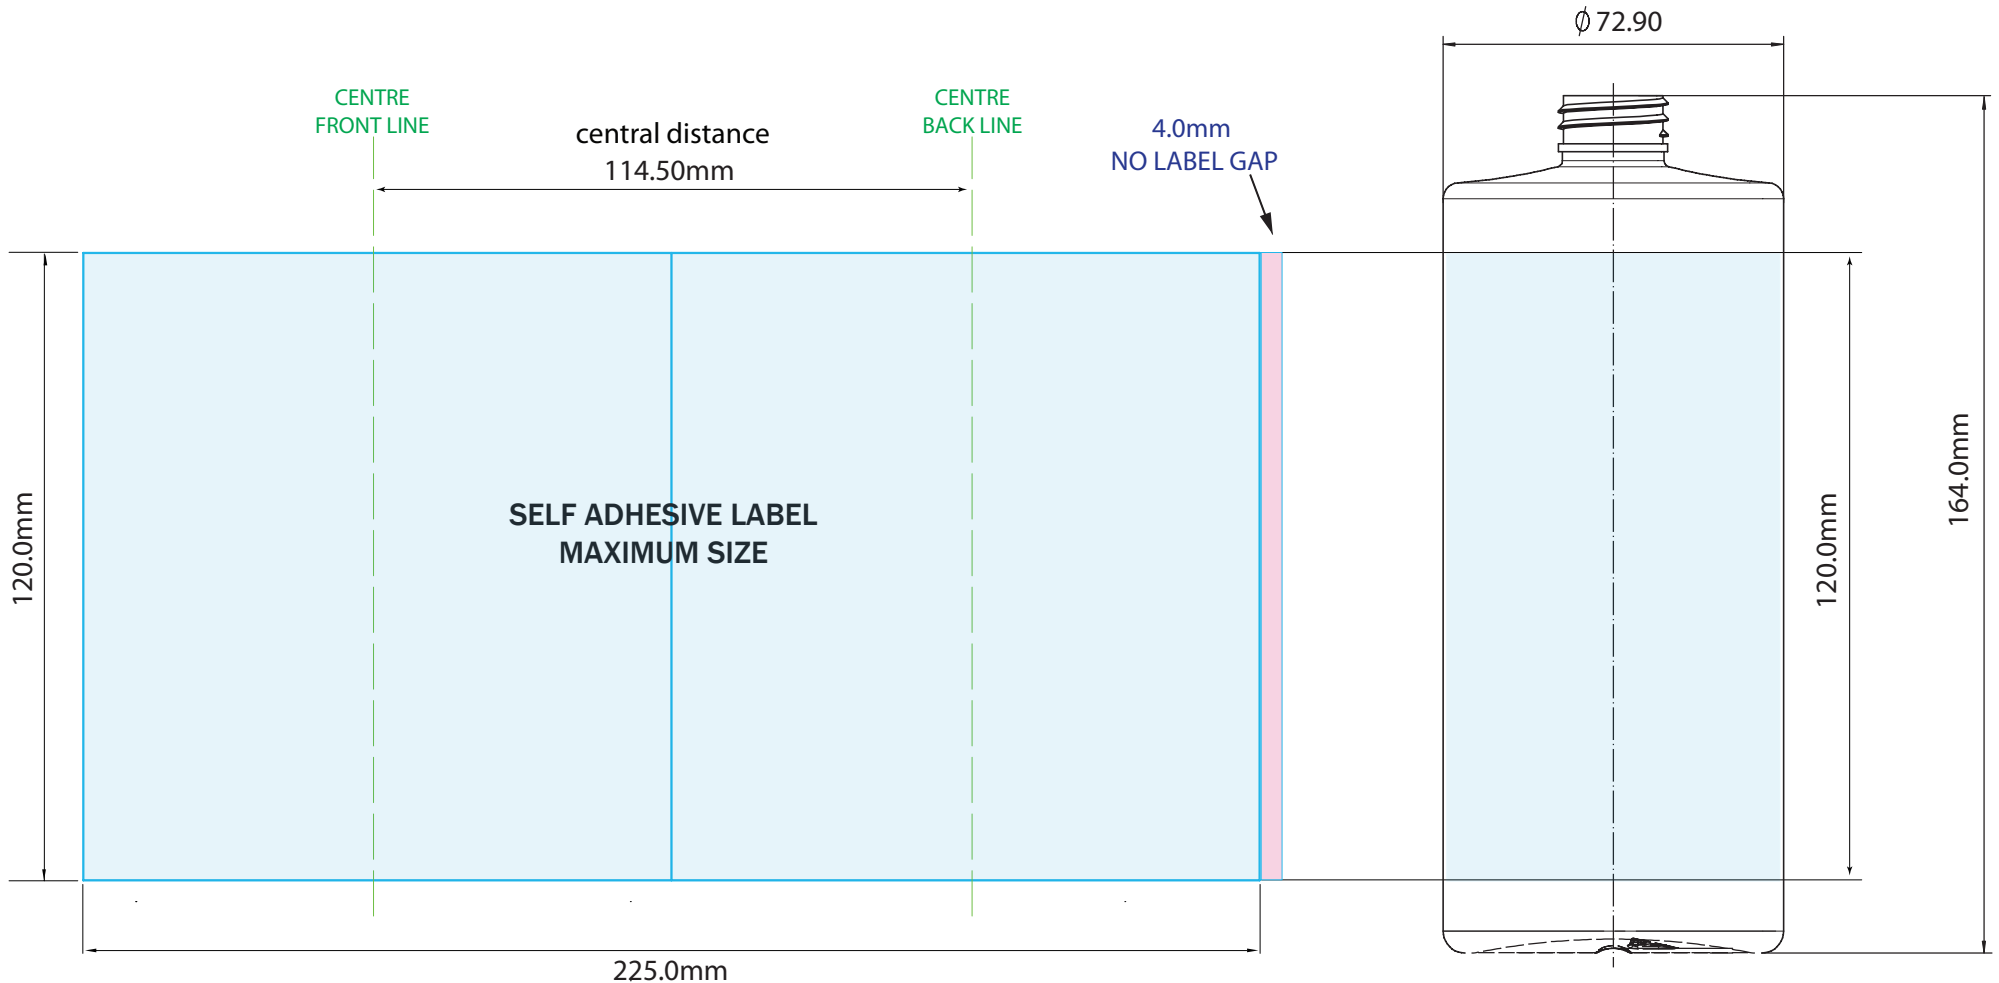 ⌀ 72.90
CENTRE
FRONT LINE
central distance
114.50mm
CENTRE
BACK LINE
4.0mm
NO LABEL GAP
SELF ADHESIVE LABEL
MAXIMUM SIZE
120.0mm
225.0mm
120.0mm
164.0mm